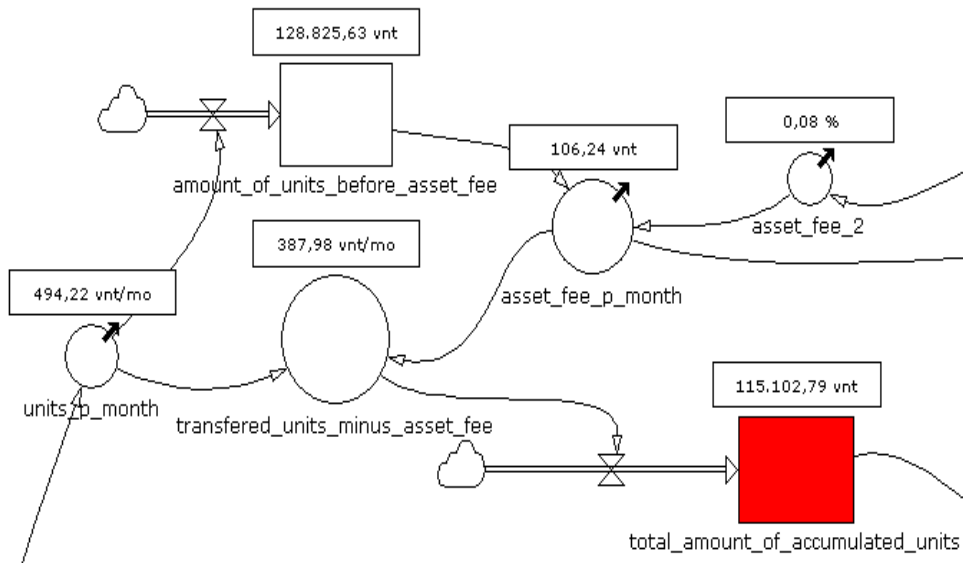 128.825,63 vnt
amount_of_units_before_asset_fee
106,24 vnt
0,08 %
asset_fee_2
387,98 vnt/mo
asset_fee_p_month
494,22 vnt/mo
units_p_month
transfered_units_minus_asset_fee
115.102,79 vnt
total_amount_of_accumulated_units